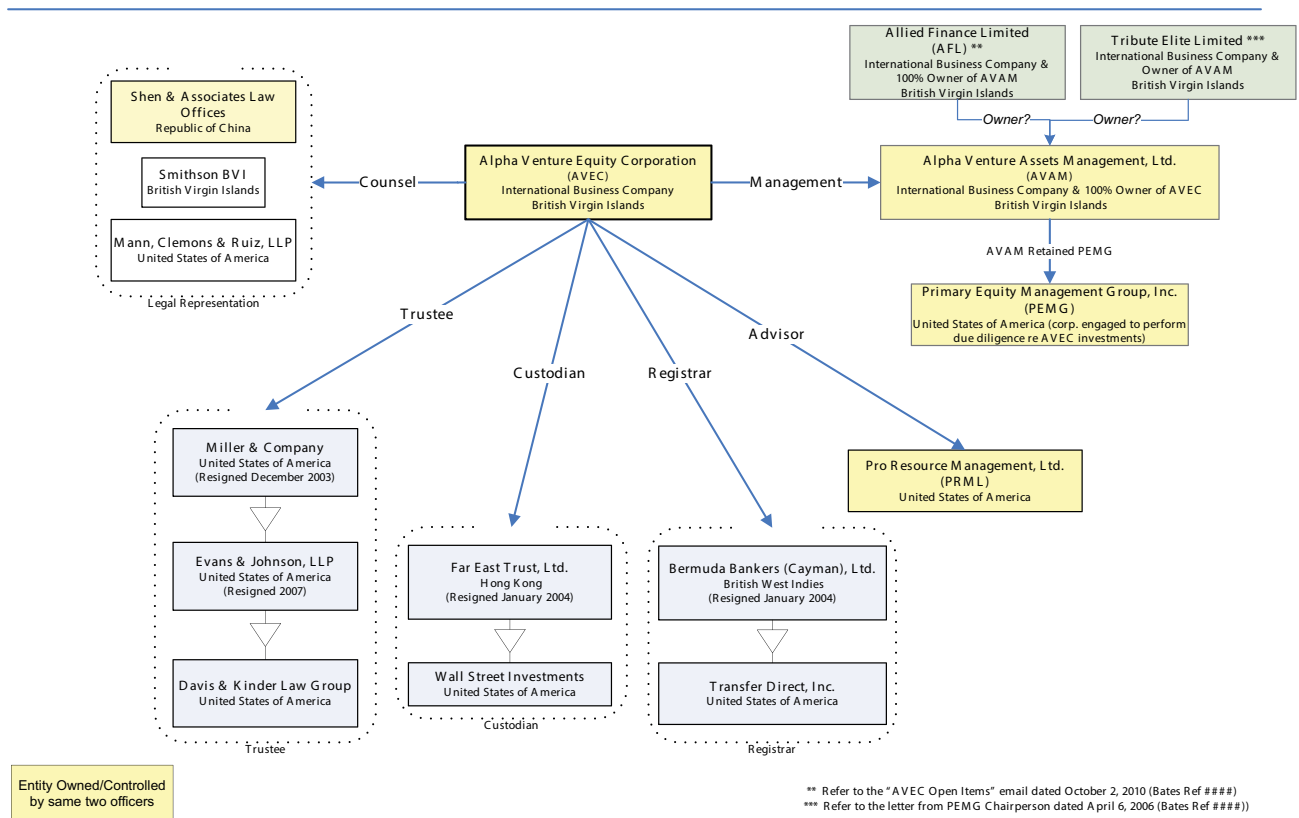 Allied Finance Limited
(AFL) **
International Business Company &
100% Owner of AVAM
British Virgin Islands
Tribute Elite Limited ***
International Business Company &
Owner of AVAM
British Virgin Islands
Owner?
Owner?
Shen & Associates Law
Offices
Republic of China
Smithson BVI
British Virgin Islands
Mann, Clemons & Ruiz, LLP
United States of America
Legal Representation
Counsel
Alpha Venture Equity Corporation
(AVEC)
International Business Company
British Virgin Islands
Management
Alpha Venture Assets Management, Ltd.
(AVAM)
International Business Company & 100% Owner of AVEC
British Virgin Islands
AVAM Retained PEMG
Primary Equity Management Group, Inc.
(PEMG)
United States of America (corp. engaged to perform
due diligence re AVEC investments)
Trustee
Custodian
Registrar
Advisor
Miller & Company
United States of America
(Resigned December 2003)
Evans & Johnson, LLP
United States of America
(Resigned 2007)
Davis & Kinder Law Group
United States of America
Trustee
Far East Trust, Ltd.
Hong Kong
(Resigned January 2004)
Wall Street Investments
United States of America
Custodian
Bermuda Bankers (Cayman), Ltd.
British West Indies
(Resigned January 2004)
Transfer Direct, Inc.
United States of America
Registrar
Pro Resource Management, Ltd.
(PRML)
United States of America
Entity Owned/Controlled
by same two officers
** Refer to the "AVEC Open Items" email dated October 2, 2010 (Bates Ref ####)
*** Refer to the letter from PEMG Chairperson dated April 6, 2006 (Bates Ref ####))